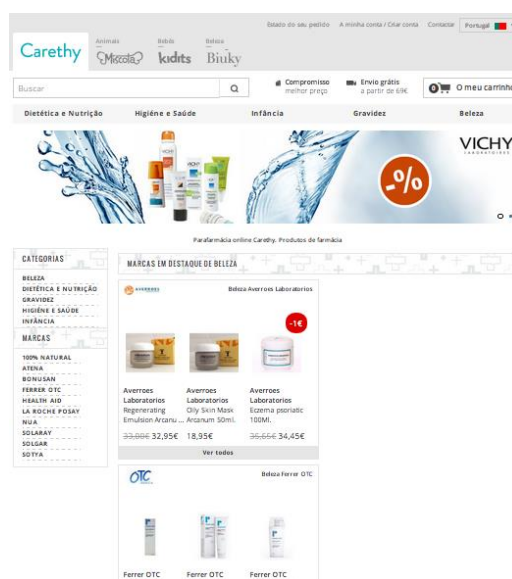 Estado do seu pedido A minha conta / Criar conta Contactar Portugal
Carethy
Animais
Miscota
Bebés
kidits
Beleza
Biuky
Buscar
Compromisso
melhor preço
Envio grátis
a partir de 69€
0
O meu carrinho
Dietética e Nutrição Higiéne e Saúde Infância Gravidez Beleza
VICHY
LABORATOIRES
-%
Parafarmácia online Carethy. Produtos de farmácia
CATEGORIAS
BELEZA
DIETÉTICA E NUTRIÇÃO
GRAVIDEZ
HIGIÉNE E SAÚDE
INFÂNCIA
MARCAS
100% NATURAL
ATENA
BONUSAN
FERRER OTC
HEALTH AID
LA ROCHE POSAY
NUA
SOLARAY
SOLGAR
SOTYA
MARCAS EM DESTAQUE DE BELEZA
AVERROES
Beleza Averroes Laboratorios
-1€
Averroes
Laboratorios
Regenerating
Emulsion Arcanu...
33,00€ 32,95€
Averroes
Laboratorios
Oily Skin Mask
Arcanum 50ml.
18,95€
Averroes
Laboratorios
Eczema psoriatic
100Ml.
35,65€ 34,45€
Ver todos
OTC
Beleza Ferrer OTC
Ferrer OTC
Ferrer OTC
Ferrer OTC